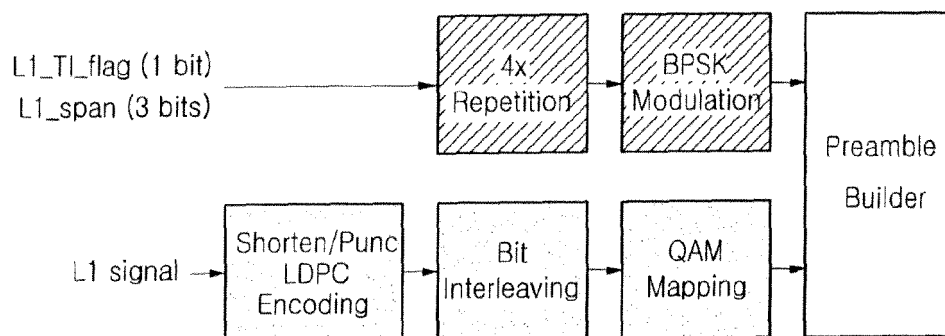 L1_TI_flag (1 bit)
L1_span (3 bits)
4x
Repetition
BPSK
Modulation
Preamble
Builder
L1 signal
Shorten/Punc
LDPC
Encoding
Bit
Interleaving
QAM
Mapping